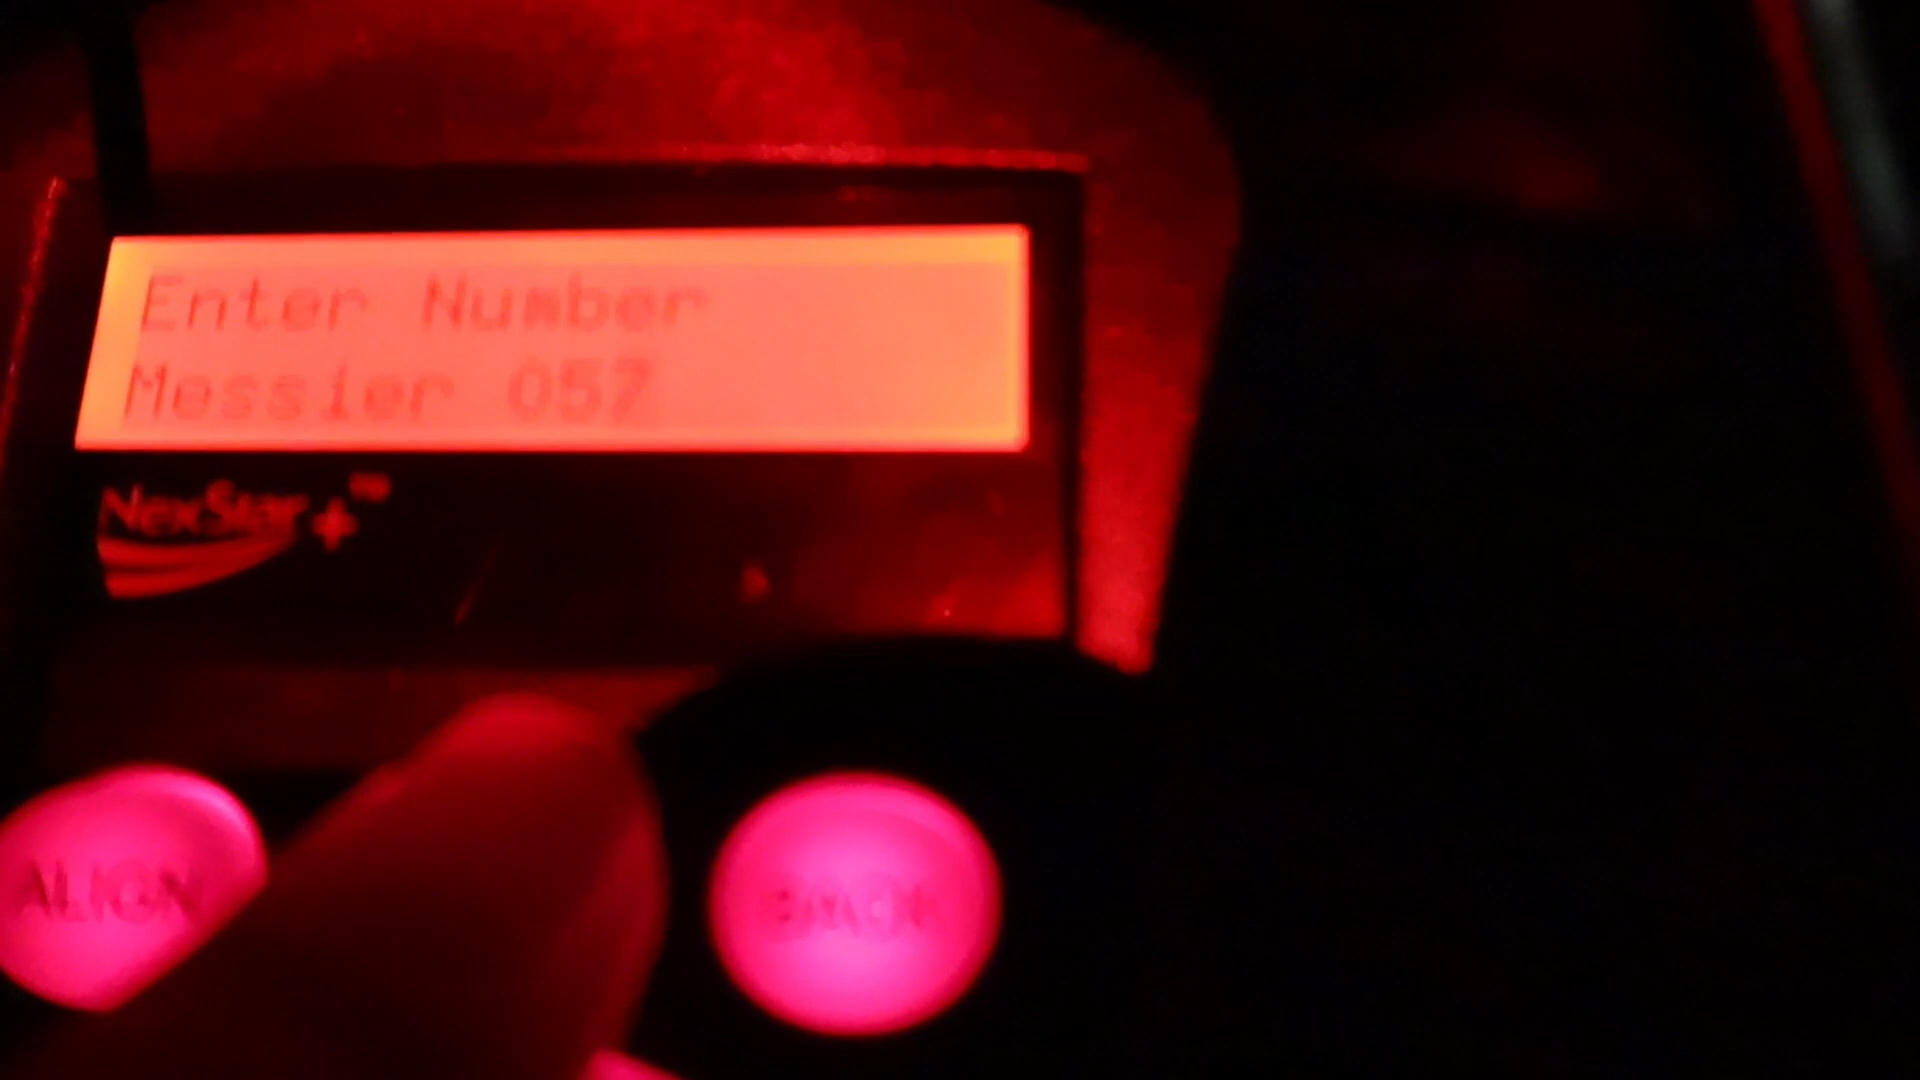 Enter Number
Messier 057
NexStar+
ALIGN
BACK